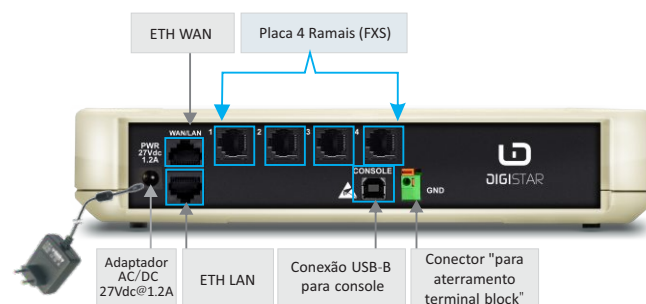 ETH WAN
Placa 4 Ramais (FXS)
WAN/LAN
1
2
3
4
PWR
27Vdc
1.2A
CONSOLE
GND
DIGISTAR
Adaptador
AC/DC
27Vdc@1.2A
ETH LAN
Conexão USB-B
para console
Conector "para
aterramento
terminal block"